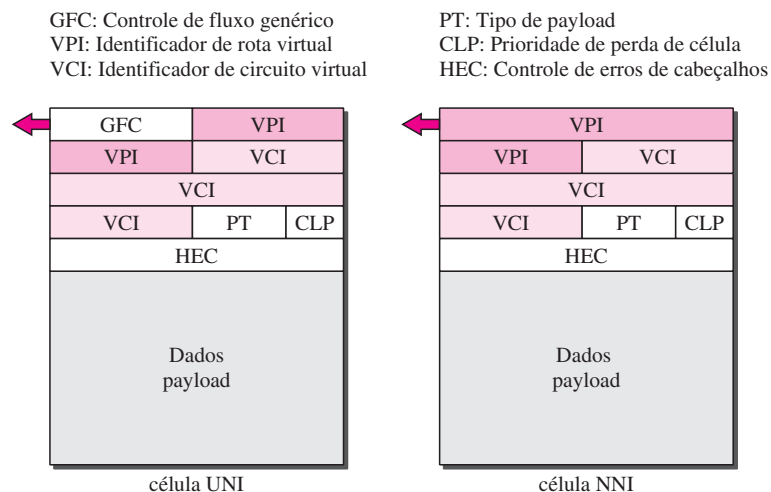 GFC: Controle de fluxo genérico
VPI: Identificador de rota virtual
VCI: Identificador de circuito virtual
PT: Tipo de payload
CLP: Prioridade de perda de célula
HEC: Controle de erros de cabeçalhos
GFC VPI
VPI VCI
VCI
VCI PT CLP
HEC
Dados
payload
célula UNI
VPI
VPI VCI
VCI
VCI PT CLP
HEC
Dados
payload
célula NNI